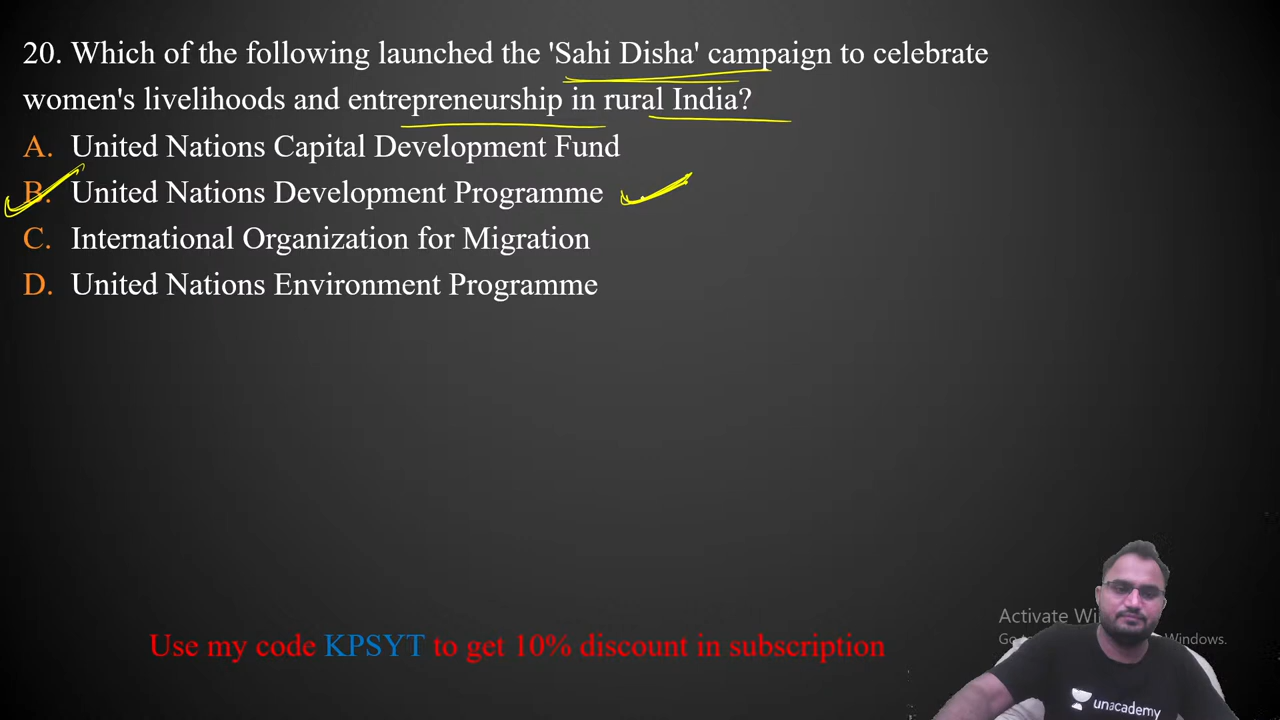 20. Which of the following launched the 'Sahi Disha' campaign to celebrate
women's livelihoods and entrepreneurship in rural India?
A. United Nations Capital Development Fund
B. United Nations Development Programme
C. International Organization for Migration
D. United Nations Environment Programme
Activate Wi
Go to Windows.
Use my code KPSYT to get 10% discount in subscription
unacademy